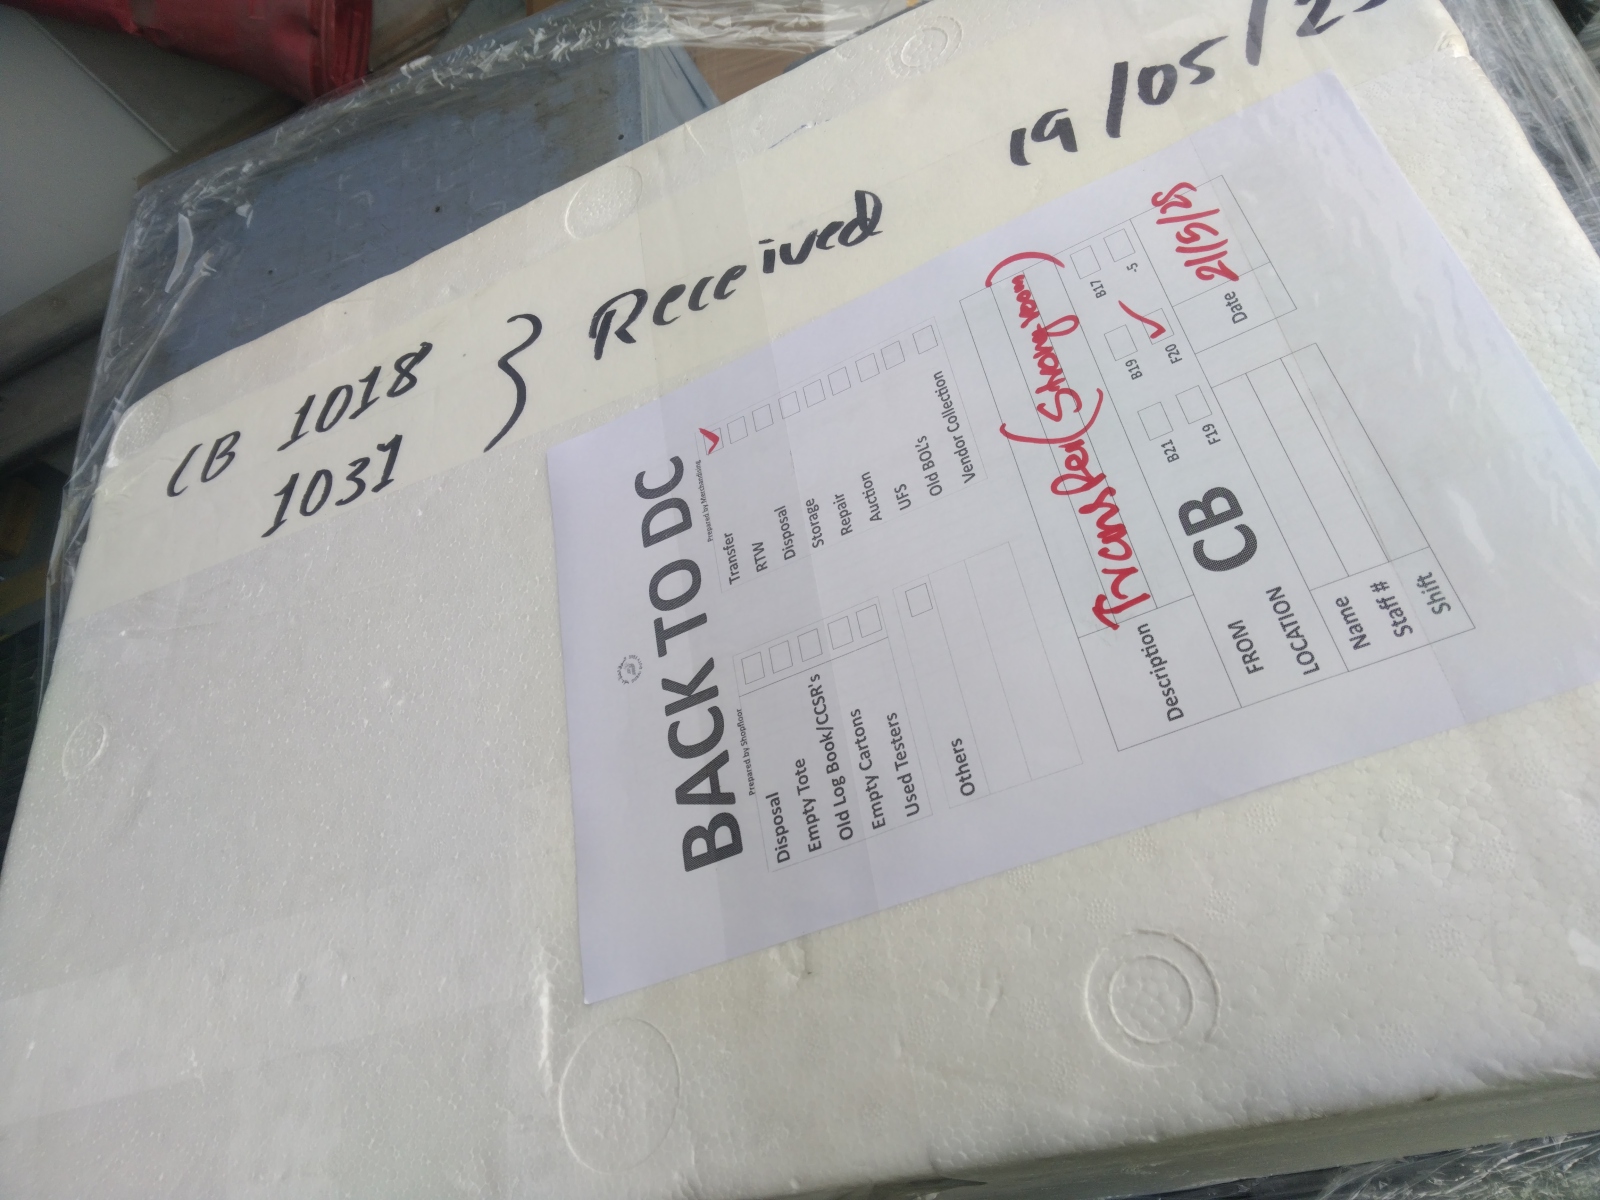 CB 1018
1031
} Received 19/05/2
BACK TO DC
Prepared by Shopfloor
Disposal
Empty Tote
Old Log Book/CCSR's
Empty Cartons
Used Testers
Others
Prepared by Merchandising
Transfer ✓
RTW
Disposal
Storage
Repair
Auction
UFS
Old BOL's
Vendor Collection
Description Transfer (Strong room)
FROM LOCATION CB
B21 B19 B17
F19 F20 ✓ -5
Name
Staff #
Shift
Date 21/5/25